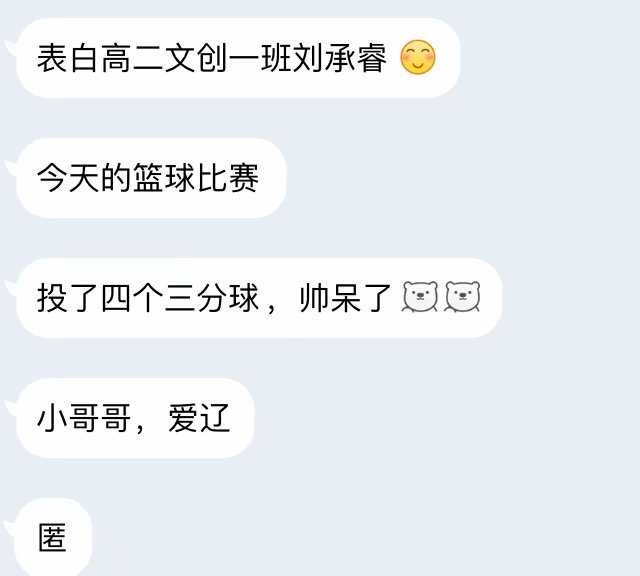 表白高二文创一班刘承睿 😊
今天的篮球比赛
投了四个三分球，帅呆了
小哥哥，爱辽
匿